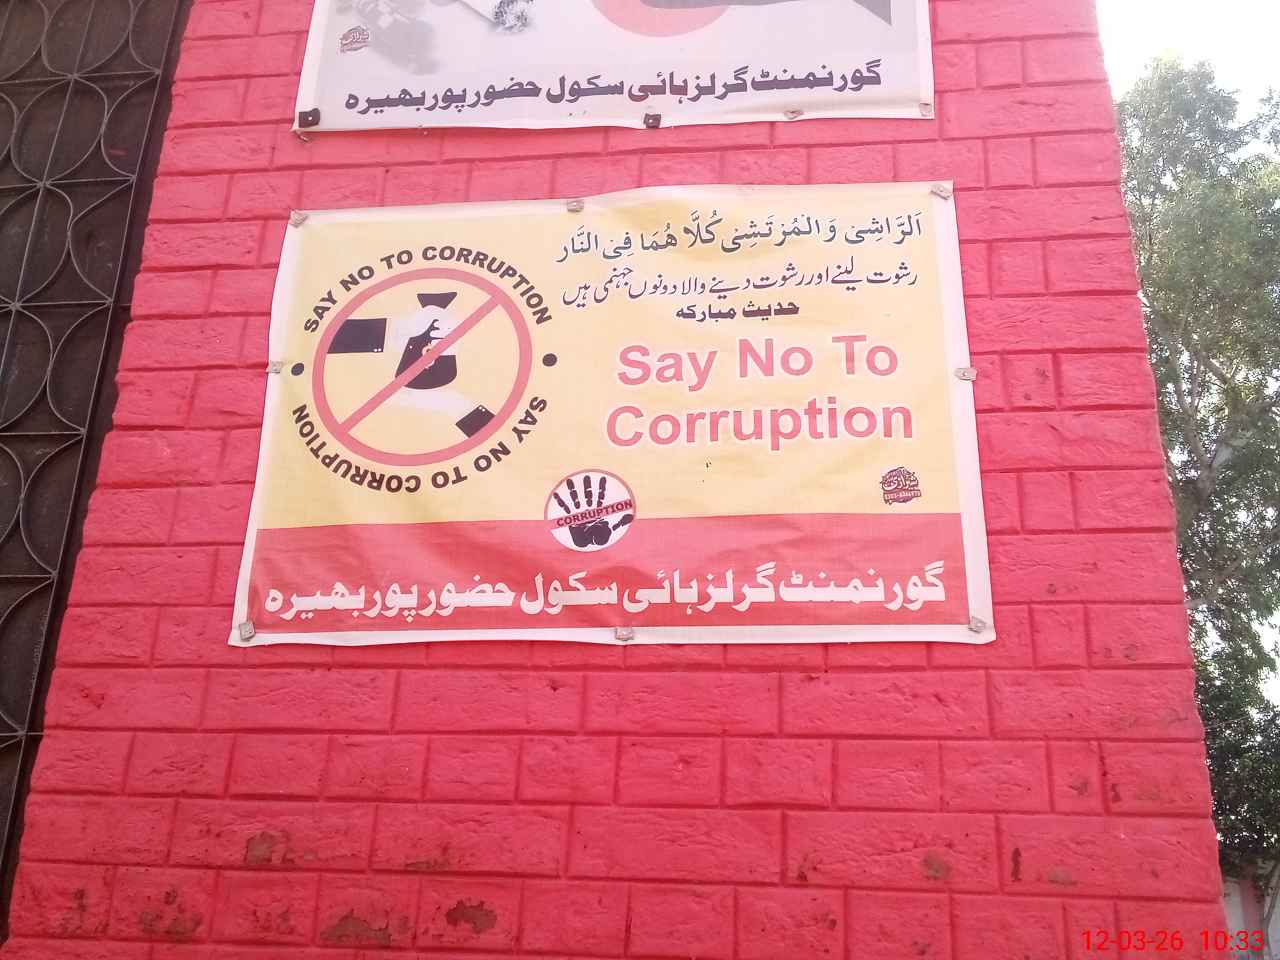 شیرازی
گورنمنٹ گرلز ہائی سکول حضور پور بھیرہ
اَلرَّاشِیْ وَ الْمُرْتَشِیْ کُلَّا هُمَا فِی النَّار
رشوت لینے اور رشوت دینے والا دونوں جہنمی ہیں
حدیث مبارکہ
SAY NO TO CORRUPTION
SAY NO TO CORRUPTION
Say No To
Corruption
CORRUPTION
شیرازی
گورنمنٹ گرلز ہائی سکول حضور پور بھیرہ
12-03-26 10:33